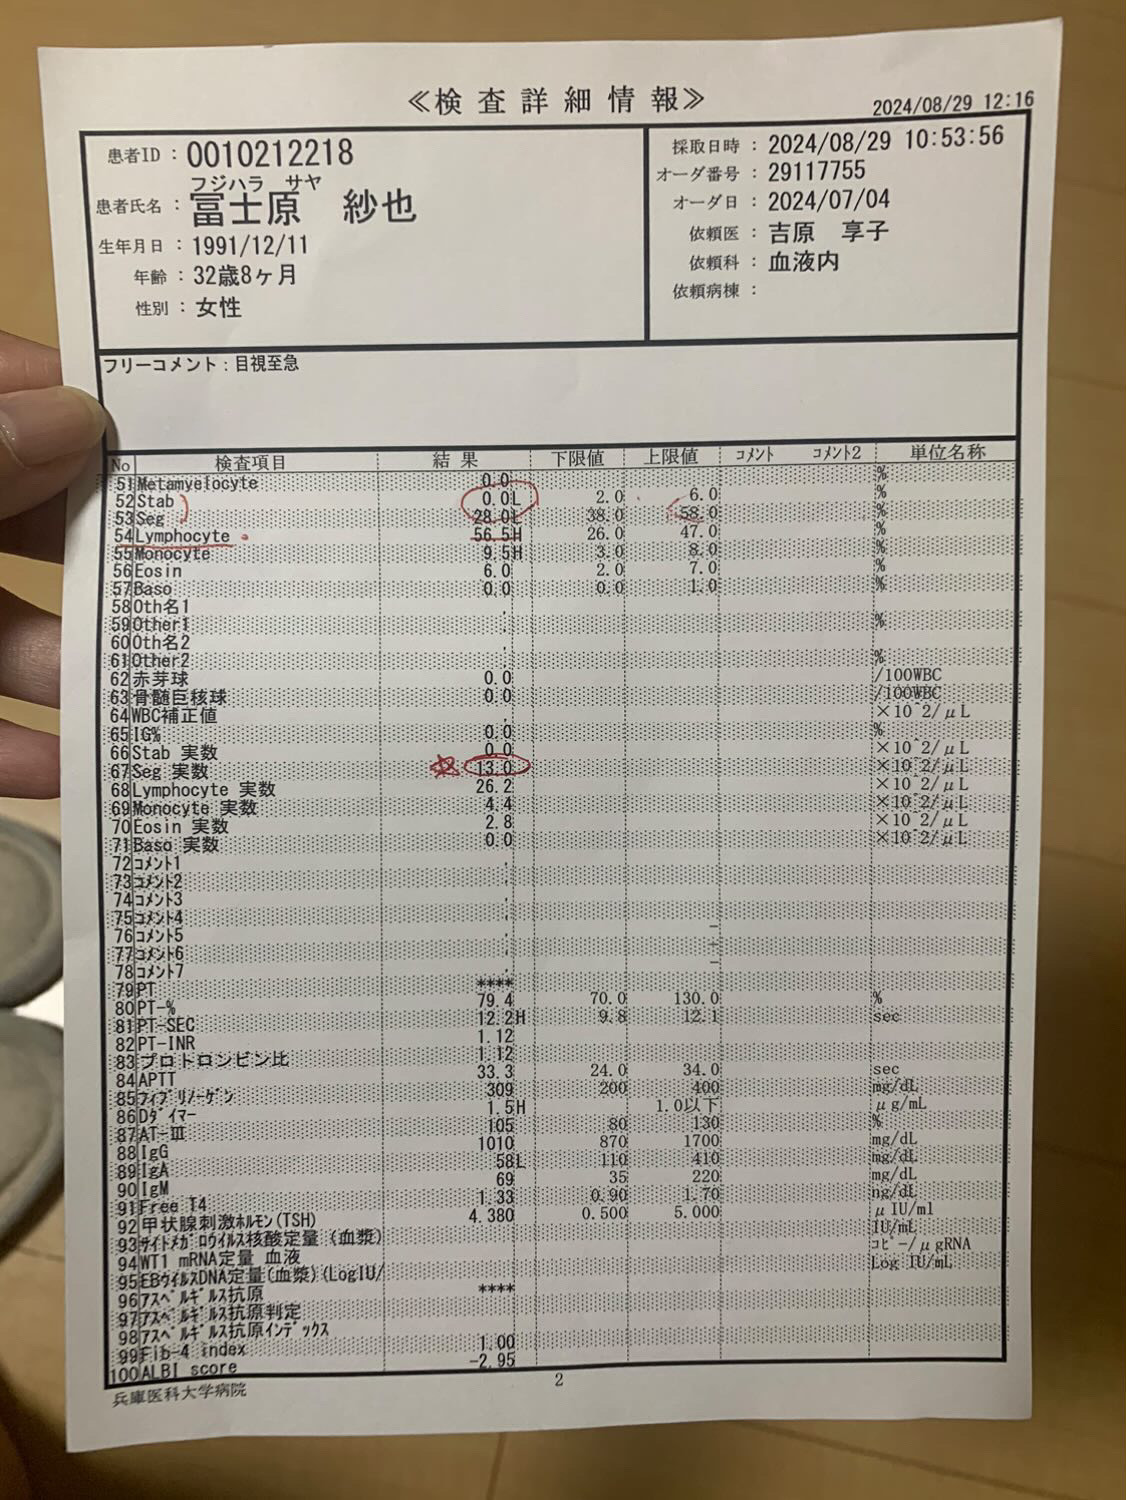 ≪検 査 詳 細 情 報≫
2024/08/29 12:16
患者ID : 0010212218
フジハラ サヤ
患者氏名 : 冨士原 紗也
生年月日 : 1991/12/11
年齢 : 32歳8ヶ月
性別 : 女性
採取日時 : 2024/08/29 10:53:56
オーダ番号 : 29117755
オーダ日 : 2024/07/04
依頼医 : 吉原 享子
依頼科 : 血液内
依頼病棟 :
フリーコメント : 目視至急
No 検査項目 結 果 下限値 上限値 コメント コメント2 単位名称
51 Metamyelocyte 0.0 %
52 Stab 0.0L 2.0 6.0 %
53 Seg 28.0L 38.0 58.0 %
54 Lymphocyte 56.5H 26.0 47.0 %
55 Monocyte 9.5H 3.0 8.0 %
56 Eosin 6.0 2.0 7.0 %
57 Baso 0.0 0.0 1.0 %
58 Oth名1 .
59 Other1 . %
60 Oth名2
61 Other2 . %
62 赤芽球 0.0 /100WBC
63 骨髄巨核球 0.0 /100WBC
64 WBC補正値 . ×10^2/μL
65 IG% 0.0 %
66 Stab 実数 0.0 ×10^2/μL
67 Seg 実数 13.0 ×10^2/μL
68 Lymphocyte 実数 26.2 ×10^2/μL
69 Monocyte 実数 4.4 ×10^2/μL
70 Eosin 実数 2.8 ×10^2/μL
71 Baso 実数 0.0 ×10^2/μL
72 コメント1 .
73 コメント2 .
74 コメント3 .
75 コメント4 .
76 コメント5 . -
77 コメント6 . -
78 コメント7 . -
79 PT ****
80 PT-% 79.4 70.0 130.0 %
81 PT-SEC 12.2H 9.8 12.1 sec
82 PT-INR 1.12
83 プロトロンビン比 1.12
84 APTT 33.3 24.0 34.0 sec
85 フィブリノーゲン 309 200 400 mg/dL
86 Dダイマー 1.5H 1.0以下 μg/mL
87 AT-Ⅲ 105 80 130 %
88 IgG 1010 870 1700 mg/dL
89 IgA 58L 110 410 mg/dL
90 IgM 69 35 220 mg/dL
91 Free T4 1.33 0.90 1.70 ng/dL
92 甲状腺刺激ホルモン(TSH) 4.380 0.500 5.000 μIU/ml
93 サイトメガロウイルス核酸定量 (血漿) IU/mL
94 WT1 mRNA定量 血液 コピー/μgRNA
95 EBウイルスDNA定量(血漿)(LogIU/ Log IU/mL
96 アスペルギルス抗原 ****
97 アスペルギルス抗原判定
98 アスペルギルス抗原インデックス
99 Fib-4 index 1.00
100 ALBI score -2.95
兵庫医科大学病院
2